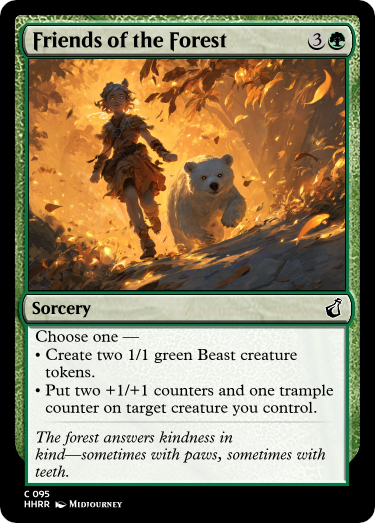 Friends of the Forest 3
Sorcery
Choose one —
• Create two 1/1 green Beast creature
tokens.
• Put two +1/+1 counters and one trample
counter on target creature you control.
The forest answers kindness in
kind—sometimes with paws, sometimes with
teeth.
C 095
HHRR Midjourney